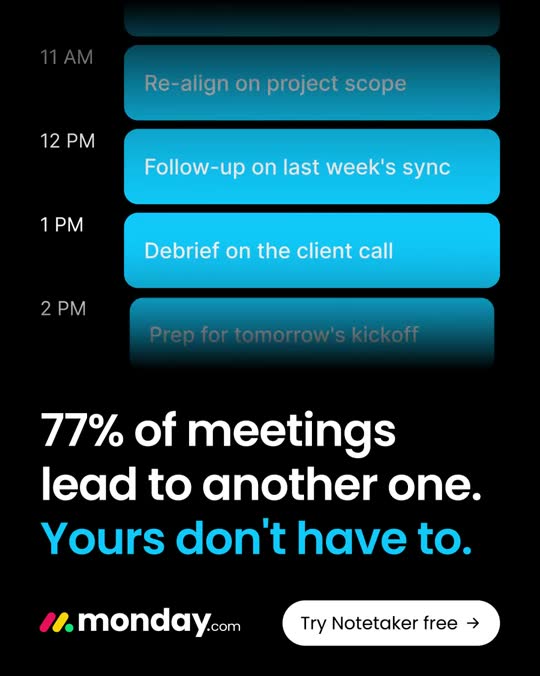 11 AM
Re-align on project scope
12 PM
Follow-up on last week's sync
1 PM
Debrief on the client call
2 PM
Prep for tomorrow's kickoff
77% of meetings
lead to another one.
Yours don't have to.
monday.com
Try Notetaker free →